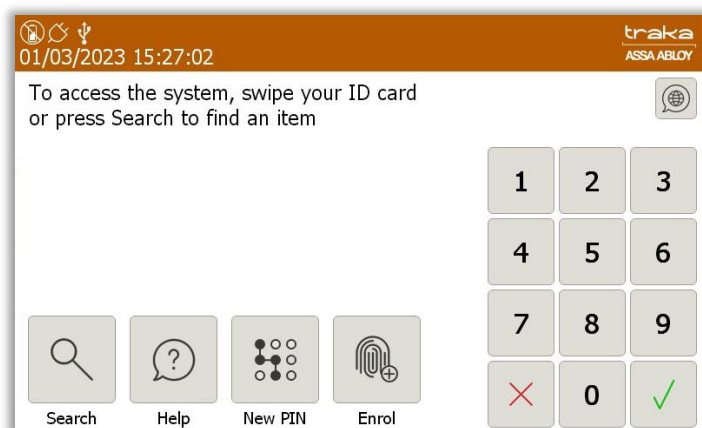 traka
01/03/2023 15:27:02
ASSA ABLOY
To access the system, swipe your ID card
or press Search to find an item
1 2 3
4 5 6
7 8 9
0
Search Help New PIN Enrol